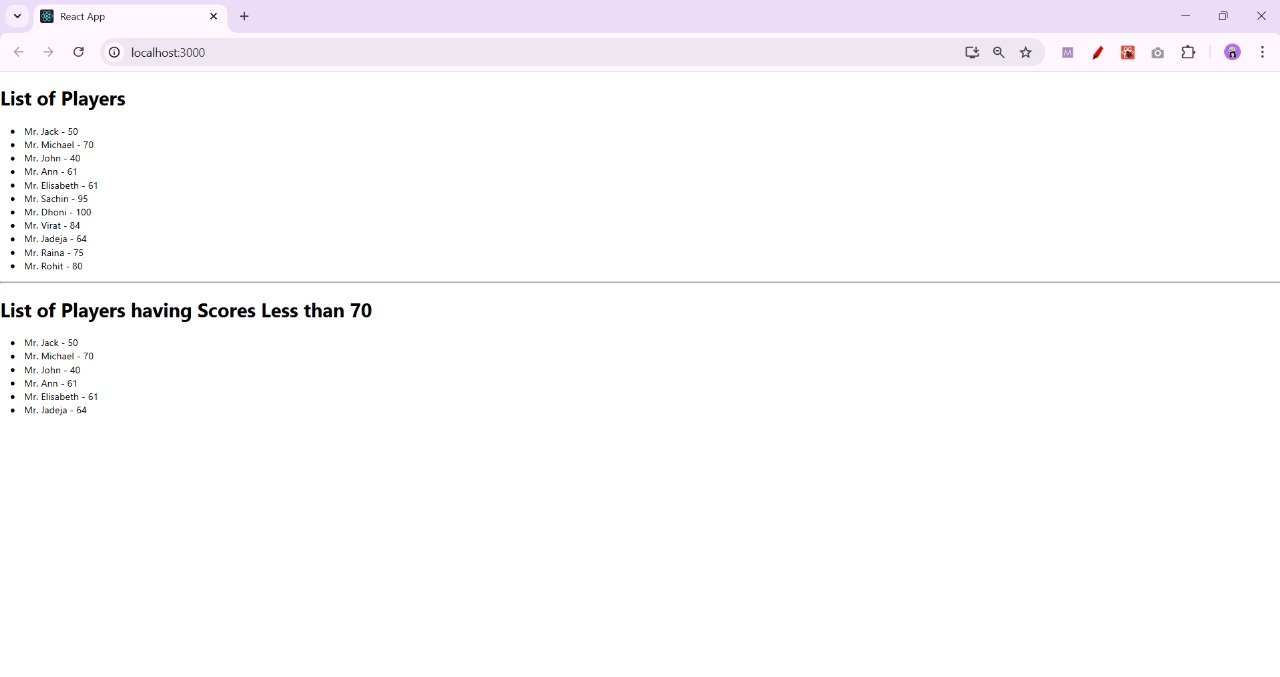 React App
localhost:3000
List of Players
Mr. Jack - 50
Mr. Michael - 70
Mr. John - 40
Mr. Ann - 61
Mr. Elisabeth - 61
Mr. Sachin - 95
Mr. Dhoni - 100
Mr. Virat - 84
Mr. Jadeja - 64
Mr. Raina - 75
Mr. Rohit - 80
List of Players having Scores Less than 70
Mr. Jack - 50
Mr. Michael - 70
Mr. John - 40
Mr. Ann - 61
Mr. Elisabeth - 61
Mr. Jadeja - 64